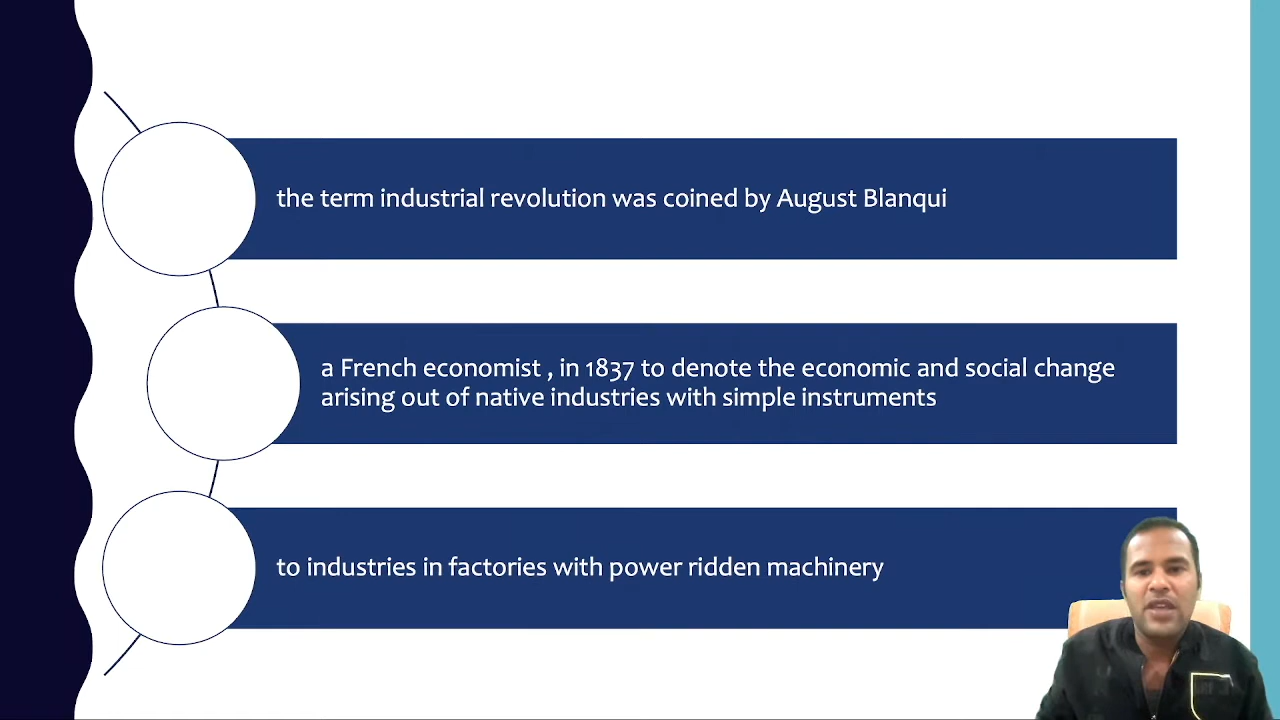 the term industrial revolution was coined by August Blanqui
a French economist , in 1837 to denote the economic and social change
arising out of native industries with simple instruments
to industries in factories with power ridden machinery